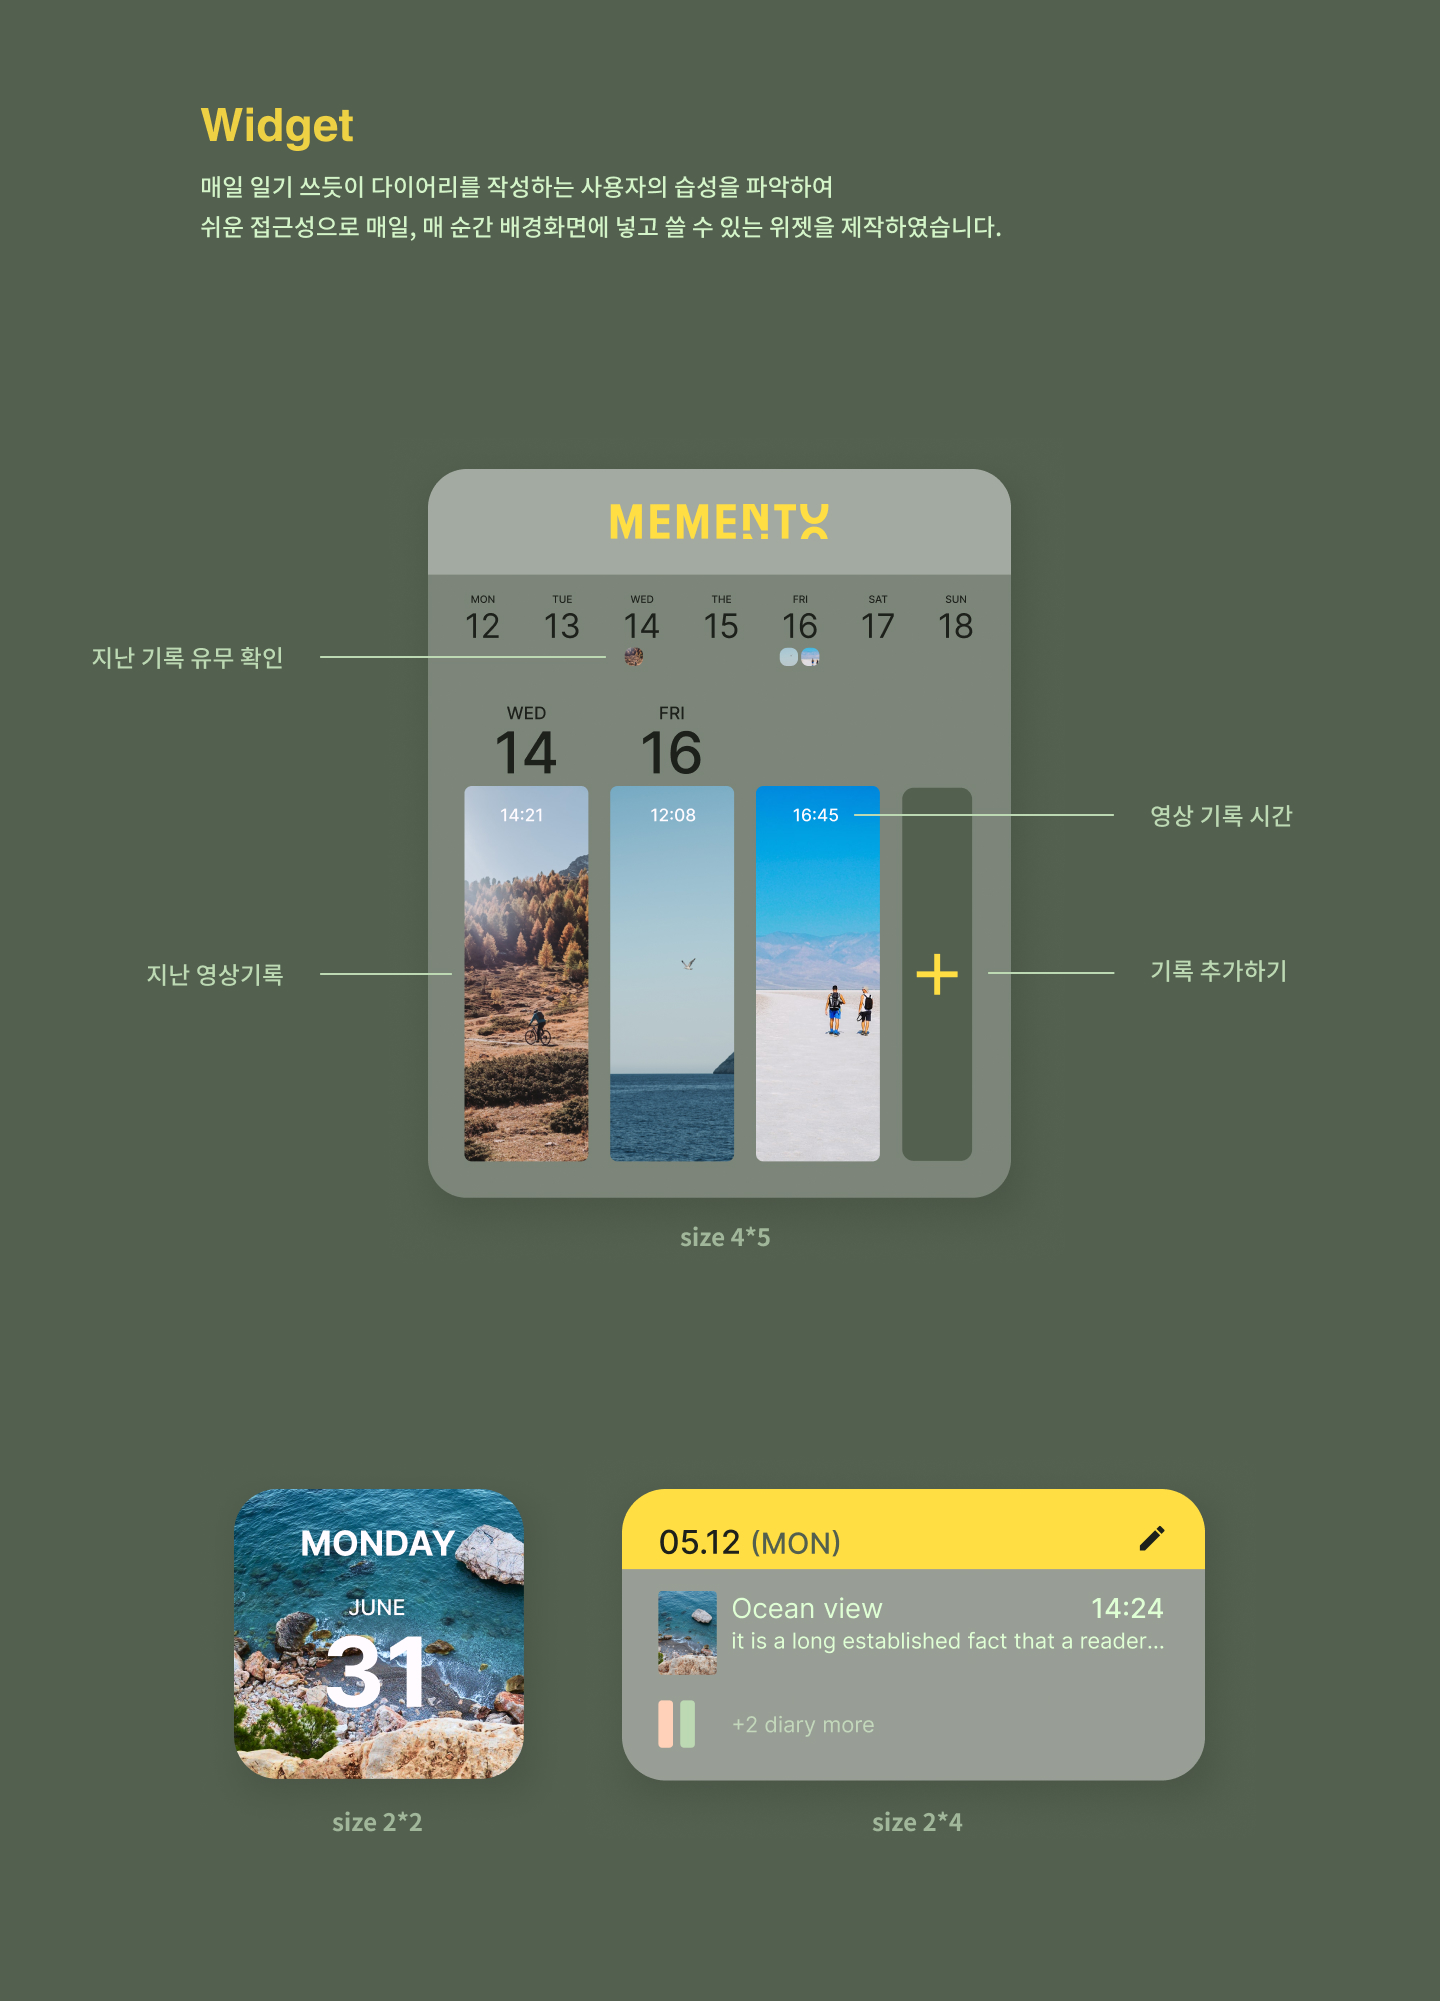 Widget
매일 일기 쓰듯이 다이어리를 작성하는 사용자의 습성을 파악하여
쉬운 접근성으로 매일, 매 순간 배경화면에 넣고 쓸 수 있는 위젯을 제작하였습니다.
MEMENTO
MON TUE WED THE FRI SAT SUN
12 13 14 15 16 17 18
지난 기록 유무 확인
WED FRI
14 16
14:21 12:08 16:45
영상 기록 시간
지난 영상기록
기록 추가하기
size 4*5
MONDAY
JUNE
31
size 2*2
05.12 (MON)
Ocean view 14:24
it is a long established fact that a reader...
+2 diary more
size 2*4